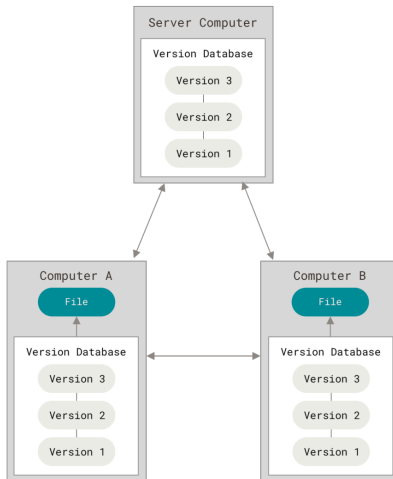 Server Computer
Version Database
Version 3
Version 2
Version 1
Computer A
File
Version Database
Version 3
Version 2
Version 1
Computer B
File
Version Database
Version 3
Version 2
Version 1